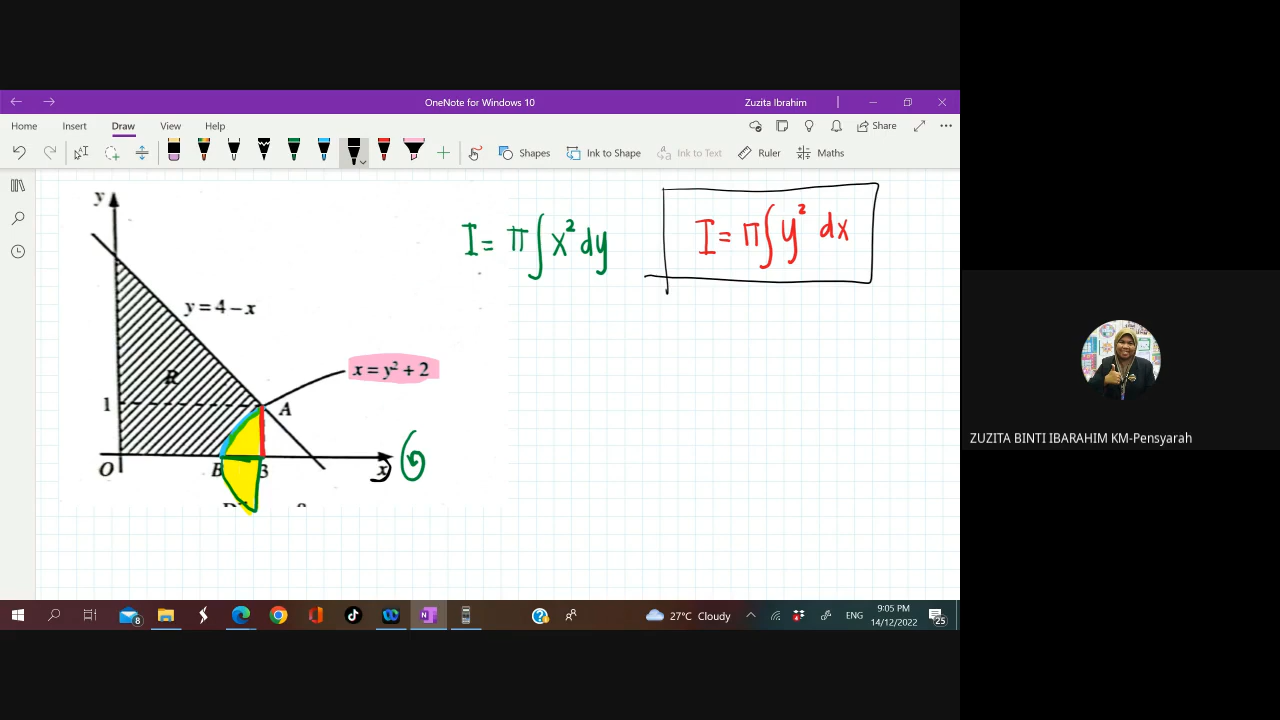 OneNote for Windows 10
Zuzita Ibrahim
Home Insert Draw View Help
Share
Shapes Ink to Shape Ink to Text Ruler Maths
y
I = π∫x² dy
I = π∫y² dx
y = 4 – x
x = y² + 2
R
1
A
O B 3 x
ZUZITA BINTI IBARAHIM KM-Pensyarah
8
27°C Cloudy
ENG
9:05 PM
14/12/2022
25